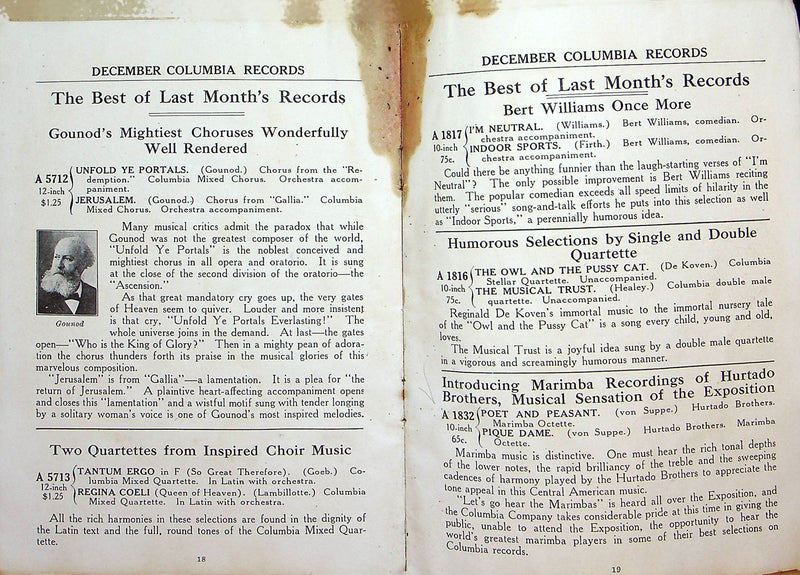 DECEMBER COLUMBIA RECORDS
The Best of Last Month's Records
Gounod's Mightiest Choruses Wonderfully
Well Rendered
A 5712
12-inch
$1.25
UNFOLD YE PORTALS. (Gounod.) Chorus from the "Re-
demption." Columbia Mixed Chorus. Orchestra accom-
paniment.
JERUSALEM. (Gounod.) Chorus from "Gallia." Columbia
Mixed Chorus. Orchestra accompaniment.
Many musical critics admit the paradox that while
Gounod was not the greatest composer of the world,
"Unfold Ye Portals" is the noblest conceived and
mightiest chorus in all opera and oratorio. It is sung
at the close of the second division of the oratorio—the
"Ascension."
As that great mandatory cry goes up, the very gates
of Heaven seem to quiver. Louder and more insistent
is that cry, "Unfold Ye Portals Everlasting!" The
whole universe joins in the demand. At last—the gates
open—"Who is the King of Glory?" Then in a mighty pean of adora-
tion the chorus thunders forth its praise in the musical glories of this
marvelous composition.
"Jerusalem" is from "Gallia"—a lamentation. It is a plea for "the
return of Jerusalem." A plaintive heart-affecting accompaniment opens
and closes this "lamentation" and a wistful motif sung with tender longing
by a solitary woman's voice is one of Gounod's most inspired melodies.
Gounod
Two Quartettes from Inspired Choir Music
A 5713
12-inch
$1.25
TANTUM ERGO in F (So Great Therefore). (Goeb.) Co-
lumbia Mixed Quartette. In Latin with orchestra.
REGINA COELI (Queen of Heaven). (Lambillotte.) Columbia
Mixed Quartette. In Latin with orchestra.
All the rich harmonies in these selections are found in the dignity of
the Latin text and the full, round tones of the Columbia Mixed Quar-
tette.
18
DECEMBER COLUMBIA RECORDS
The Best of Last Month's Records
Bert Williams Once More
A 1817
10-inch
75c.
I'M NEUTRAL. (Williams.) Bert Williams, comedian. Or-
chestra accompaniment.
INDOOR SPORTS. (Firth.) Bert Williams, comedian. Or-
chestra accompaniment.
Could there be anything funnier than the laugh-starting verses of "I'm
Neutral"? The only possible improvement is Bert Williams reciting
them. The popular comedian exceeds all speed limits of hilarity in the
utterly "serious" song-and-talk efforts he puts into this selection as well
as "Indoor Sports," a perennially humorous idea.
Humorous Selections by Single and Double
Quartette
A 1816
10-inch
75c.
THE OWL AND THE PUSSY CAT. (De Koven.) Columbia
Stellar Quartette. Unaccompanied.
THE MUSICAL TRUST. (Healey.) Columbia double male
quartette. Unaccompanied.
Reginald De Koven's immortal music to the immortal nursery tale
of the "Owl and the Pussy Cat" is a song every child, young and old,
loves.
The Musical Trust is a joyful idea sung by a double male quartette
in a vigorous and screamingly humorous manner.
Introducing Marimba Recordings of Hurtado
Brothers, Musical Sensation of the Exposition
A 1832
10-inch
65c.
POET AND PEASANT. (von Suppe.) Hurtado Brothers.
Marimba Octette.
PIQUE DAME. (von Suppe.) Hurtado Brothers. Marimba
Octette.
Marimba music is distinctive. One must hear the rich tonal depths
of the lower notes, the rapid brilliancy of the treble and the sweeping
cadences of harmony played by the Hurtado Brothers to appreciate the
tone appeal in this Central American music.
"Let's go hear the Marimbas" is heard all over the Exposition, and
the Columbia Company takes considerable pride at this time in giving the
public, unable to attend the Exposition, the opportunity to hear the
world's greatest marimba players in some of their best selections on
Columbia records.
19